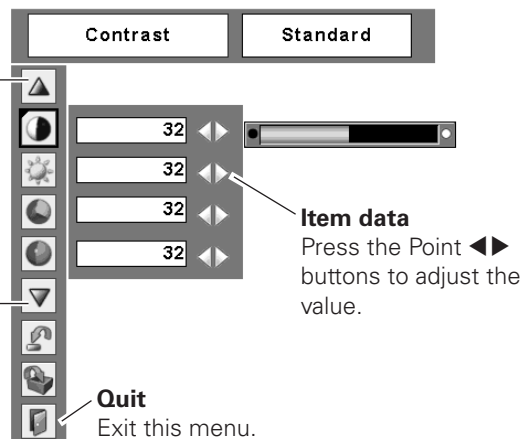 Contrast Standard
32
32
32
32
Item data
Press the Point ◀▶
buttons to adjust the
value.
Quit
Exit this menu.